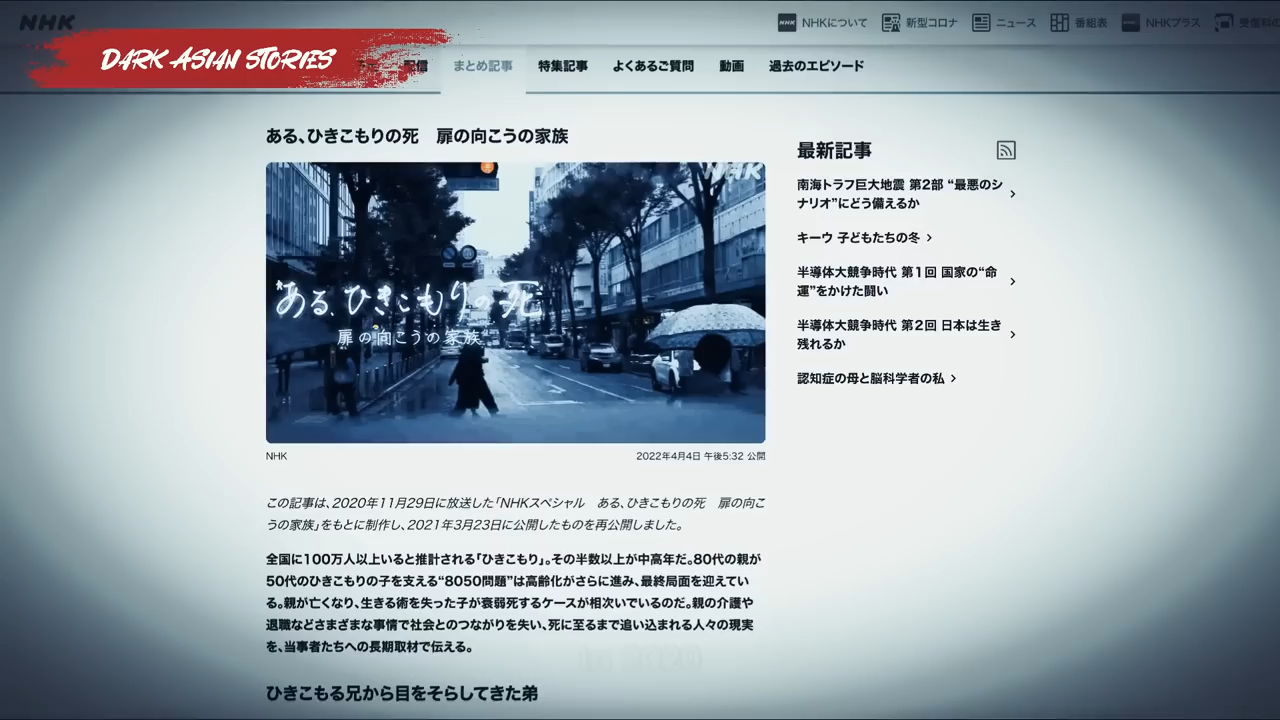 NHK
NHKについて
新型コロナ
ニュース
番組表
NHKプラス
DARK ASIAN STORIES
配信
まとめ記事
特集記事
よくあるご質問
動画
過去のエピソード
ある、ひきこもりの死 扉の向こうの家族
NHK
ある、ひきこもりの死
扉の向こうの家族
NHK
2022年4月4日 午後5:32 公開
この記事は、2020年11月29日に放送した「NHKスペシャル ある、ひきこもりの死 扉の向こ
うの家族」をもとに制作し、2021年3月23日に公開したものを再公開しました。
全国に100万人以上いると推計される「ひきこもり」。その半数以上が中高年だ。80代の親が
50代のひきこもりの子を支える“8050問題”は高齢化がさらに進み、最終局面を迎えてい
る。親が亡くなり、生きる術を失った子が衰弱死するケースが相次いでいるのだ。親の介護や
退職などさまざまな事情で社会とのつながりを失い、死に至るまで追い込まれる人々の現実
を、当事者たちへの長期取材で伝える。
ひきこもる兄から目をそらしてきた弟
最新記事
南海トラフ巨大地震 第2部 “最悪のシ
ナリオ”にどう備えるか
キーウ 子どもたちの冬
半導体大競争時代 第1回 国家の“命
運”をかけた闘い
半導体大競争時代 第2回 日本は生き
残れるか
認知症の母と脳科学者の私